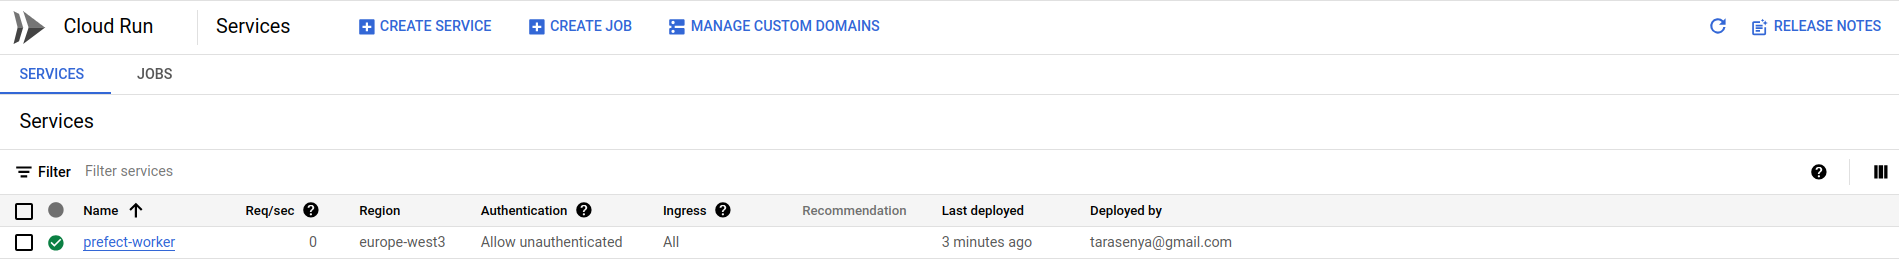 Cloud Run Services CREATE SERVICE CREATE JOB MANAGE CUSTOM DOMAINS RELEASE NOTES
SERVICES JOBS
Services
Filter Filter services
Name Req/sec Region Authentication Ingress Recommendation Last deployed Deployed by
prefect-worker 0 europe-west3 Allow unauthenticated All 3 minutes ago tarasenya@gmail.com